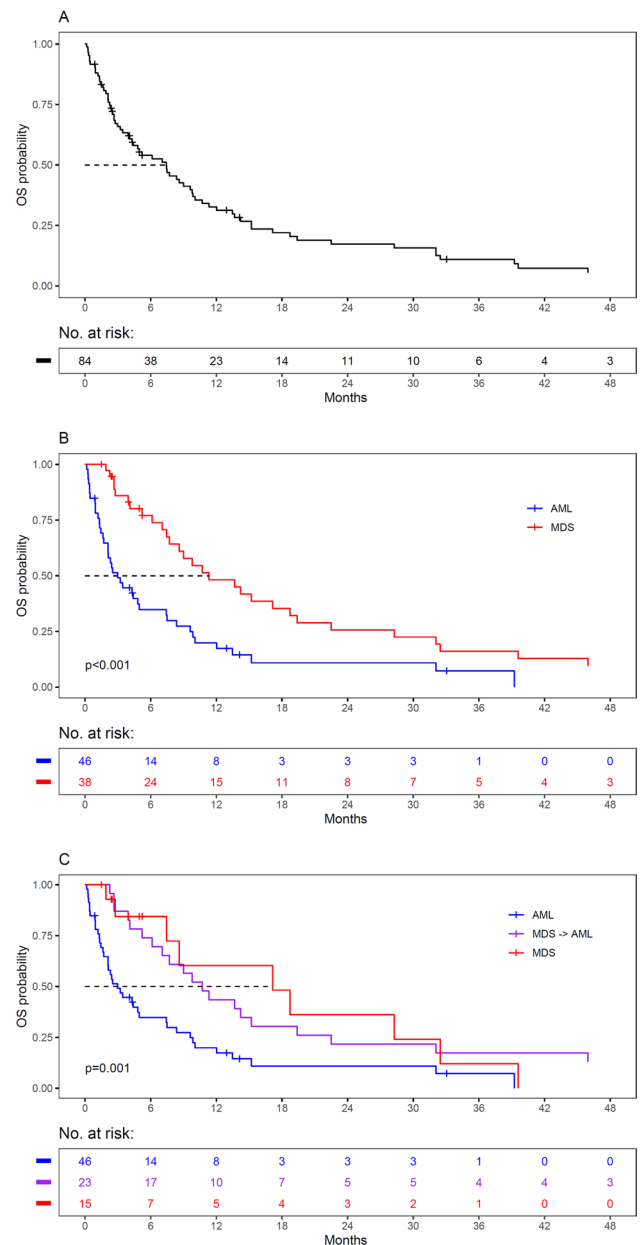 A
OS probability
1.00
0.75
0.50
0.25
0.00
0 6 12 18 24 30 36 42 48
No. at risk:
84 38 23 14 11 10 6 4 3
0 6 12 18 24 30 36 42 48
Months
B
OS probability
1.00
0.75
0.50
0.25
0.00
AML
MDS
p<0.001
0 6 12 18 24 30 36 42 48
No. at risk:
46 14 8 3 3 3 1 0 0
38 24 15 11 8 7 5 4 3
0 6 12 18 24 30 36 42 48
Months
C
OS probability
1.00
0.75
0.50
0.25
0.00
AML
MDS -> AML
MDS
p=0.001
0 6 12 18 24 30 36 42 48
No. at risk:
46 14 8 3 3 3 1 0 0
23 17 10 7 5 5 4 4 3
15 7 5 4 3 2 1 0 0
0 6 12 18 24 30 36 42 48
Months